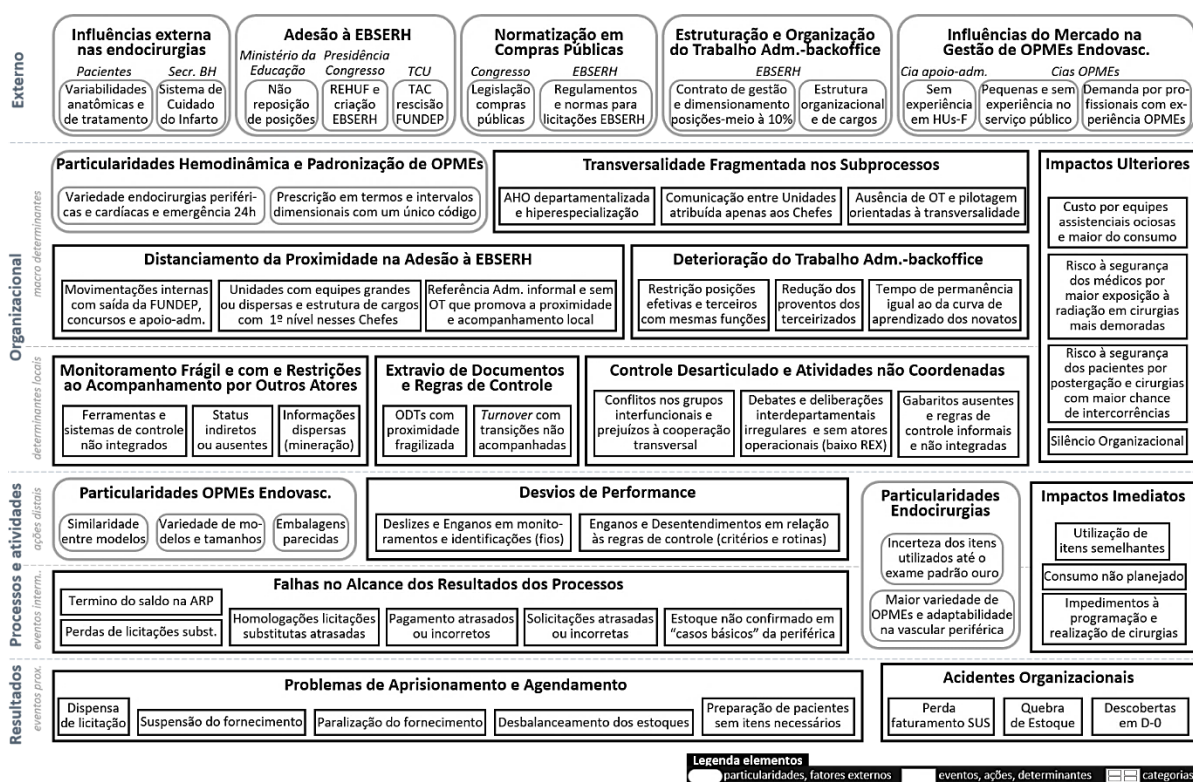 Externo
Influências externa
nas endocirurgias
Pacientes
Secr. BH
Variabilidades
anatômicas e
de tratamento
Sistema de
Cuidado
do Infarto
Adesão à EBSERH
Ministério da
Educação
Presidência
Congresso
TCU
Não
reposição
de posições
REHUF e
criação
EBSERH
TAC
rescisão
FUNDEP
Normatização em
Compras Públicas
Congresso
EBSERH
Legislação
compras
públicas
Regulamentos
e normas para
licitações EBSERH
Estruturação e Organização
do Trabalho Adm.-backoffice
EBSERH
Contrato de gestão
e dimensionamento
posições-meio à 10%
Estrutura
organizacional
e de cargos
Influências do Mercado na
Gestão de OPMEs Endovasc.
Cia apoio-adm.
Cias OPMEs
Sem
experiência
em HUs-F
Pequenas e sem
experiência no
serviço público
Demanda por pro-
fissionais com ex-
periência OPMEs
Organizacional
macro determinantes
Particularidades Hemodinâmica e Padronização de OPMEs
Variedade endocirurgias periféri-
cas e cardíacas e emergência 24h
Prescrição em termos e intervalos
dimensionais com um único código
Transversalidade Fragmentada nos Subprocessos
AHO departamentalizada
e hiperespecialização
Comunicação entre Unidades
atribuída apenas aos Chefes
Ausência de OT e pilotagem
orientadas à transversalidade
Impactos Ulteriores
Custo por equipes
assistenciais ociosas
e maior do consumo
Risco à segurança
dos médicos por
maior exposição à
radiação em cirurgias
mais demoradas
Risco à segurança
dos pacientes por
postergação e cirurgias
com maior chance
de intercorrências
Silêncio Organizacional
Distanciamento da Proximidade na Adesão à EBSERH
Movimentações internas
com saída da FUNDEP,
concursos e apoio-adm.
Unidades com equipes grandes
ou dispersas e estrutura de cargos
com 1º nível nesses Chefes
Referência Adm. informal e sem
OT que promova a proximidade
e acompanhamento local
Deterioração do Trabalho Adm.-backoffice
Restrição posições
efetivas e terceiros
com mesmas funções
Redução dos
proventos dos
terceirizados
Tempo de permanência
igual ao da curva de
aprendizado dos novatos
determinantes locais
Monitoramento Frágil e com e Restrições
ao Acompanhamento por Outros Atores
Ferramentas e
sistemas de controle
não integrados
Status
indiretos
ou ausentes
Informações
dispersas
(mineração)
Extravio de Documentos
e Regras de Controle
ODTs com
proximidade
fragilizada
Turnover com
transições não
acompanhadas
Controle Desarticulado e Atividades não Coordenadas
Conflitos nos grupos
interfuncionais e
prejuízos à cooperação
transversal
Debates e deliberações
interdepartamentais
irregulares e sem atores
operacionais (baixo REX)
Gabaritos ausentes
e regras de
controle informais
e não integradas
Processos e atividades
ações distais
Particularidades OPMEs Endovasc.
Similaridade
entre modelos
Variedade de mo-
delos e tamanhos
Embalagens
parecidas
Desvios de Performance
Deslizes e Enganos em monito-
ramentos e identificações (fios)
Enganos e Desentendimentos em relação
às regras de controle (critérios e rotinas)
Particularidades
Endocirurgias
Incerteza dos itens
utilizados até o
exame padrão ouro
Maior variedade de
OPMEs e adaptabilidade
na vascular periférica
Impactos Imediatos
Utilização de
itens semelhantes
Consumo não planejado
Impedimentos à
programação e
realização de cirurgias
eventos interm..
Falhas no Alcance dos Resultados dos Processos
Termino do saldo na ARP
Perdas de licitações subst.
Homologações licitações
substitutas atrasadas
Pagamento atrasados
ou incorretos
Solicitações atrasadas
ou incorretas
Estoque não confirmado em
“casos básicos” da periférica
Resultados
eventos prox.
Problemas de Aprisionamento e Agendamento
Dispensa
de licitação
Suspensão do fornecimento
Paralização do fornecimento
Desbalanceamento dos estoques
Preparação de pacientes
sem itens necessários
Acidentes Organizacionais
Perda
faturamento SUS
Quebra
de Estoque
Descobertas
em D-0
Legenda elementos
particularidades, fatores externos
eventos, ações, determinantes
categorias